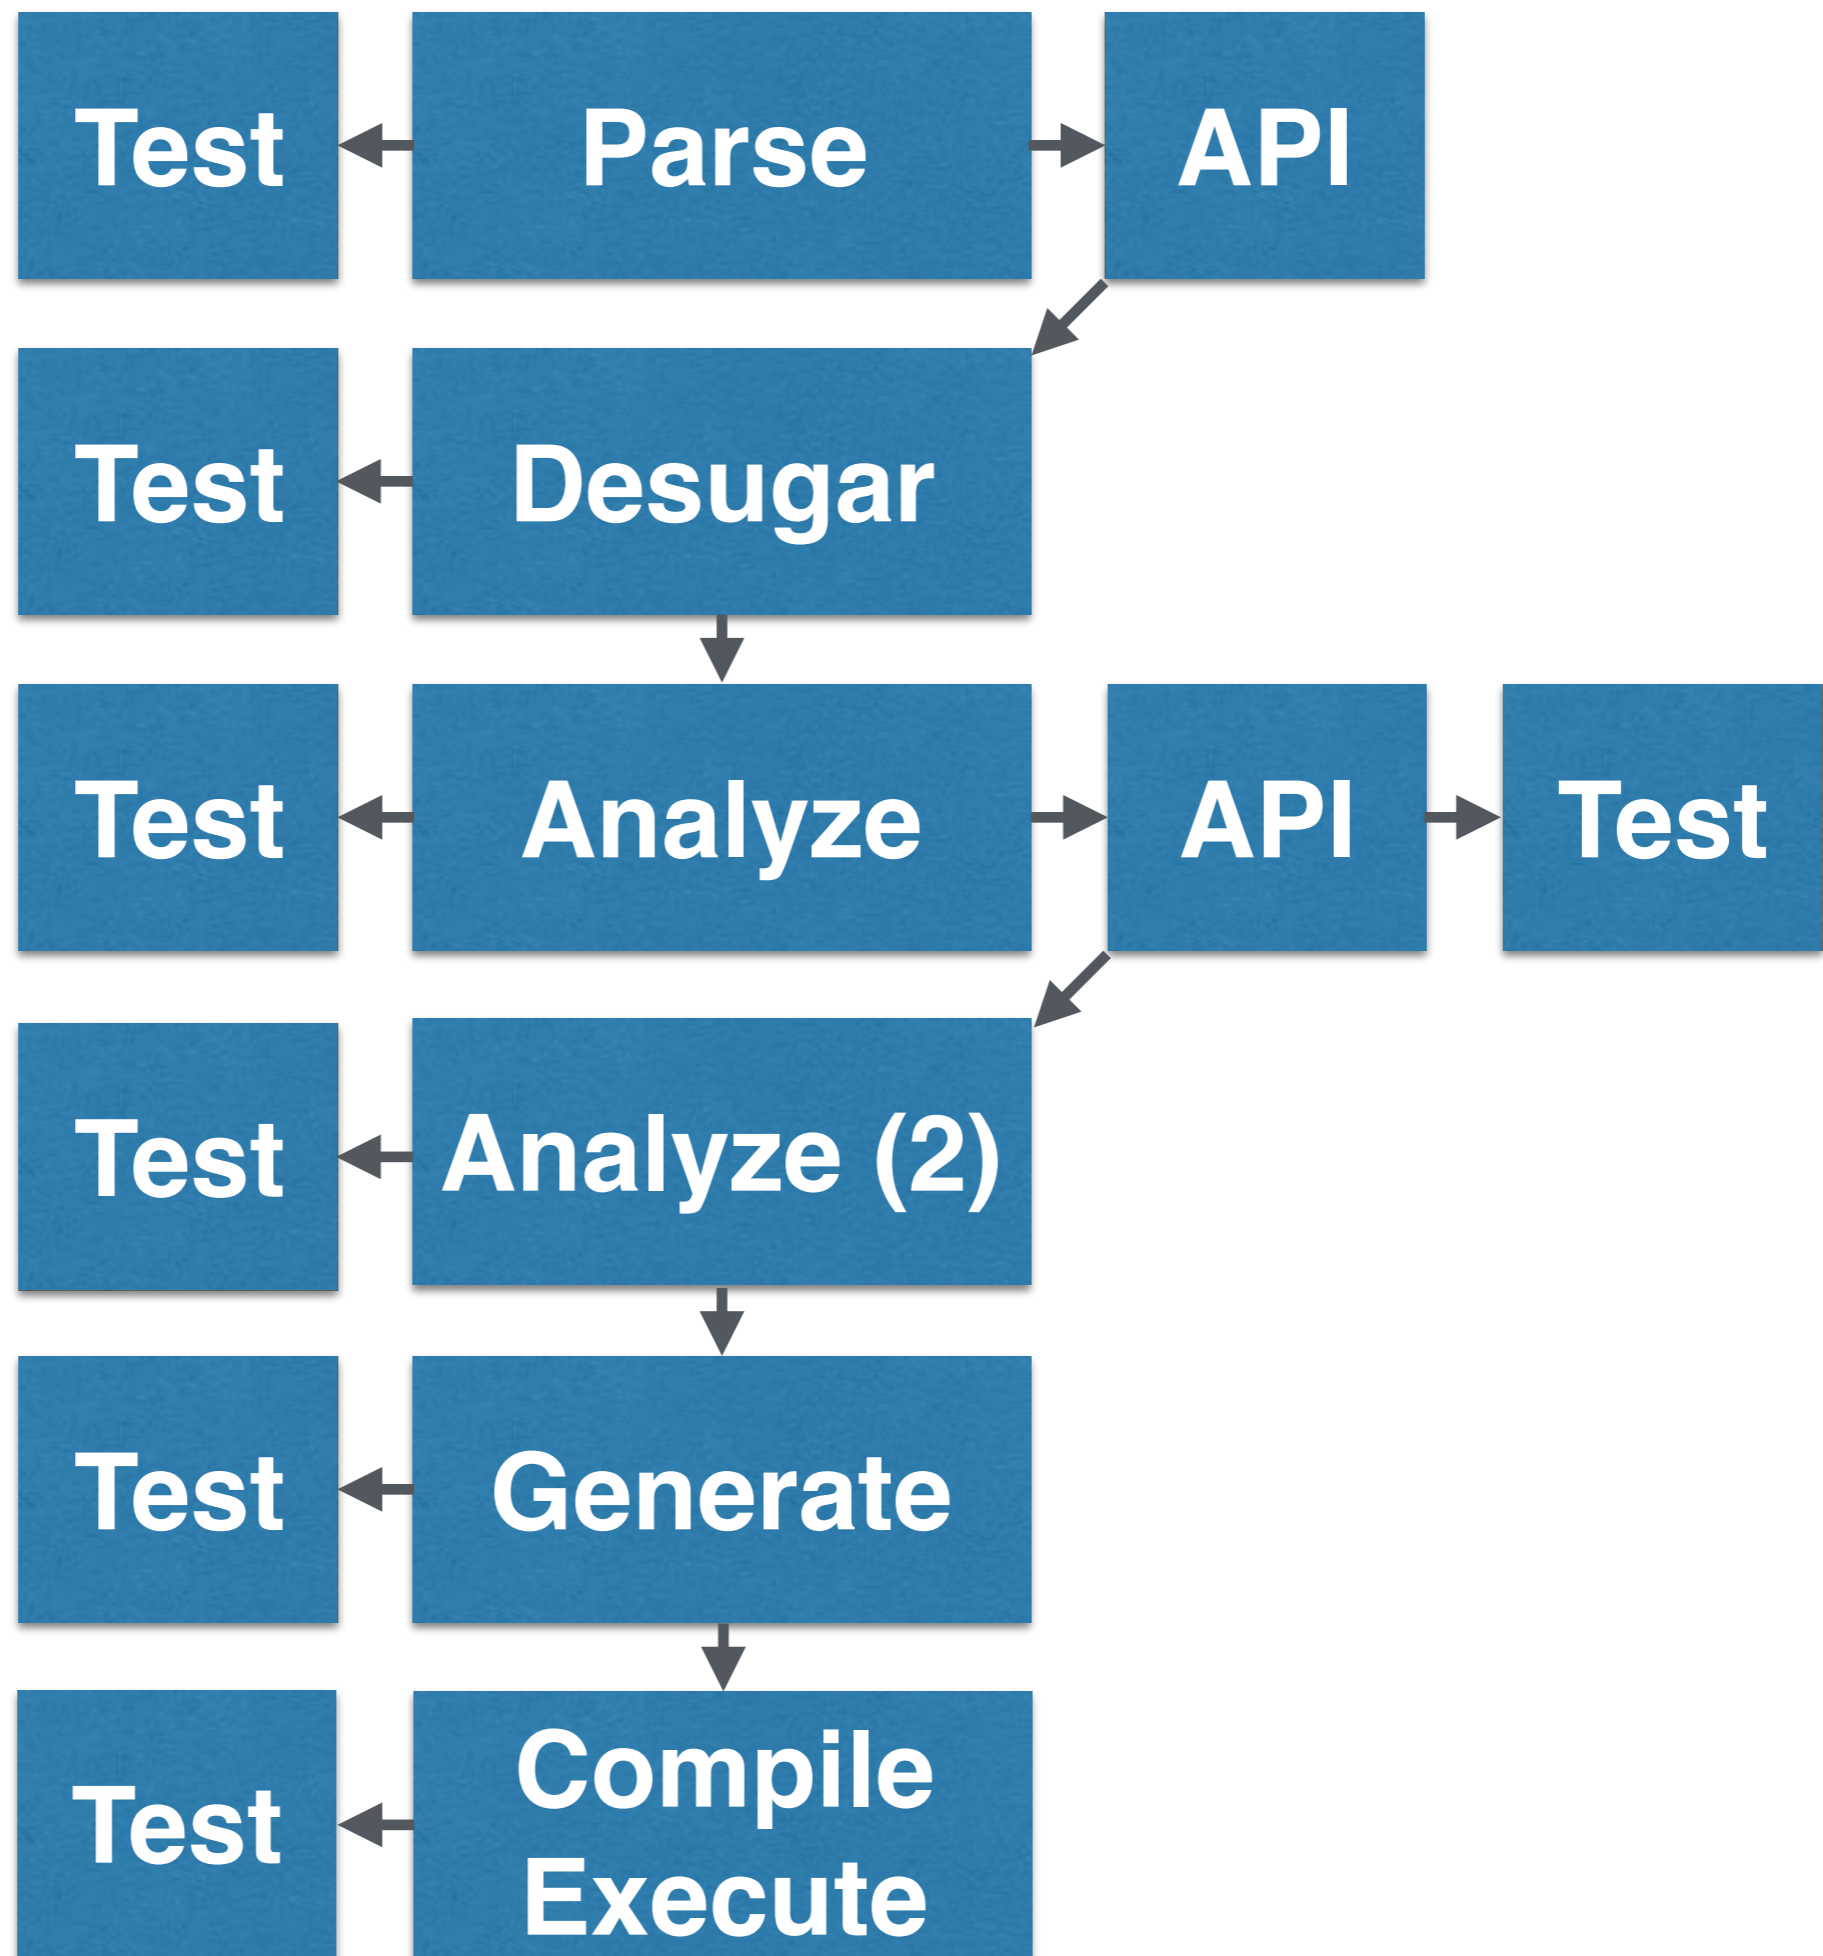 Test
Parse
API
Test
Desugar
Test
Analyze
API
Test
Test
Analyze (2)
Test
Generate
Test
Compile
Execute